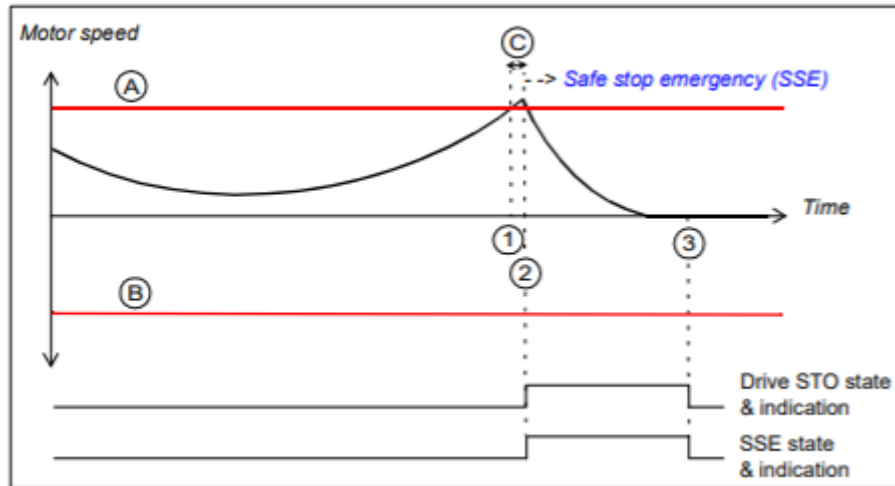 Motor speed
C
--> Safe stop emergency (SSE)
A
Time
1
3
2
B
Drive STO state
& indication
SSE state
& indication